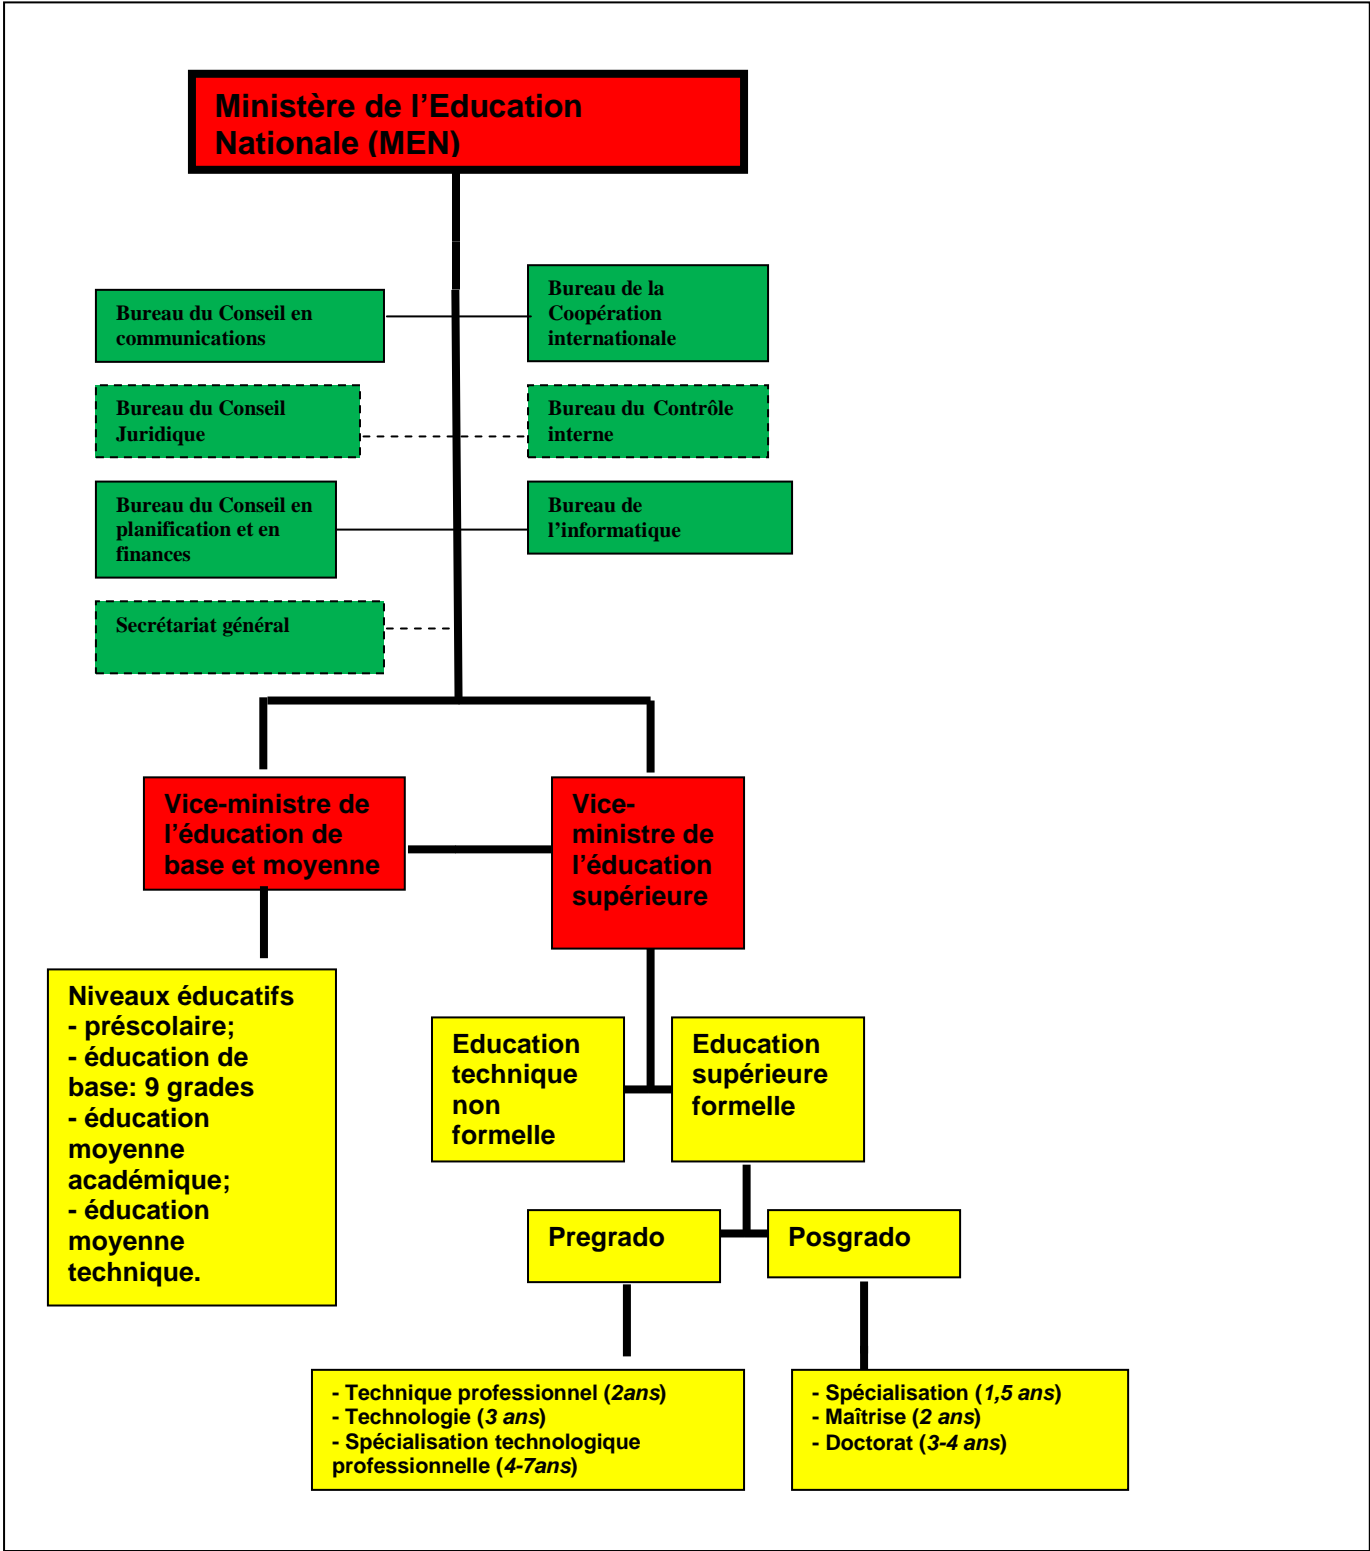 Ministère de l’Education
Nationale (MEN)
Bureau du Conseil en
communications
Bureau de la
Coopération
internationale
Bureau du Conseil
Juridique
Bureau du Contrôle
interne
Bureau du Conseil en
planification et en
finances
Bureau de
l’informatique
Secrétariat général
Vice-ministre de
l’éducation de
base et moyenne
Vice-
ministre de
l’éducation
supérieure
Niveaux éducatifs
- préscolaire;
- éducation de
base: 9 grades
- éducation
moyenne
académique;
- éducation
moyenne
technique.
Education
technique
non
formelle
Education
supérieure
formelle
Pregrado
Posgrado
- Technique professionnel (2ans)
- Technologie (3 ans)
- Spécialisation technologique
professionnelle (4-7ans)
- Spécialisation (1,5 ans)
- Maîtrise (2 ans)
- Doctorat (3-4 ans)